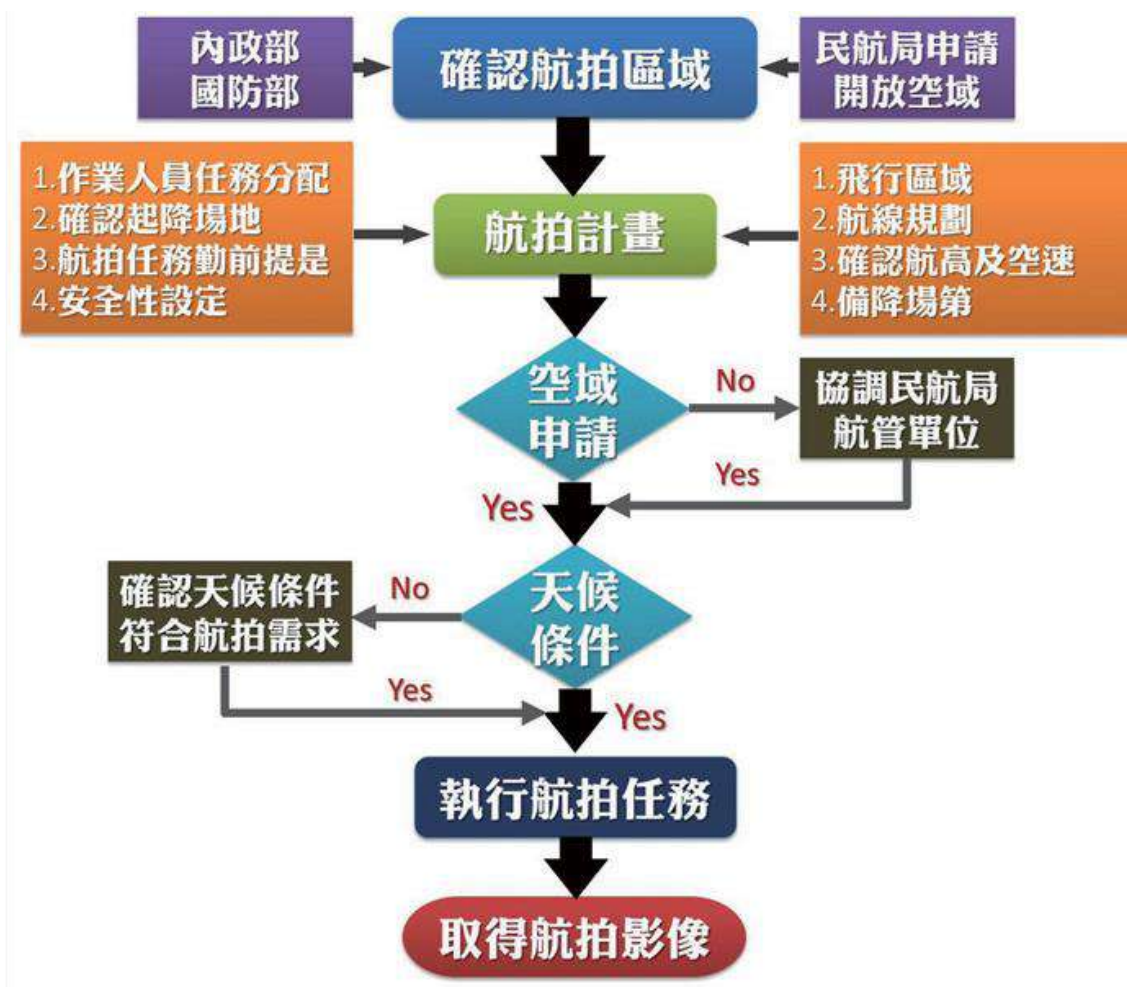 內政部
國防部
確認航拍區域
民航局申請
開放空域
1.作業人員任務分配
2.確認起降場地
3.航拍任務勤前提是
4.安全性設定
航拍計畫
1.飛行區域
2.航線規劃
3.確認航高及空速
4.備降場第
空域
申請
No
協調民航局
航管單位
Yes
Yes
確認天候條件
符合航拍需求
No
天候
條件
Yes
Yes
執行航拍任務
取得航拍影像